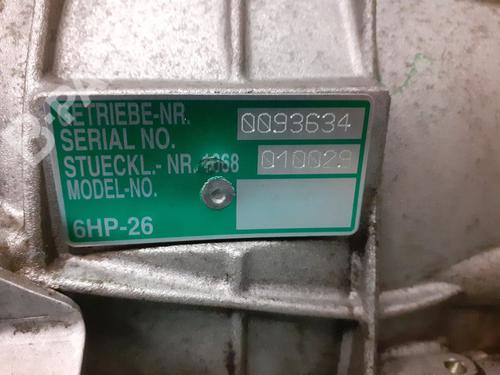 GETRIEBE-NR. 0093634
SERIAL NO.
STUECKL.- NR. 1068 010029
MODEL-NO.
6HP-26